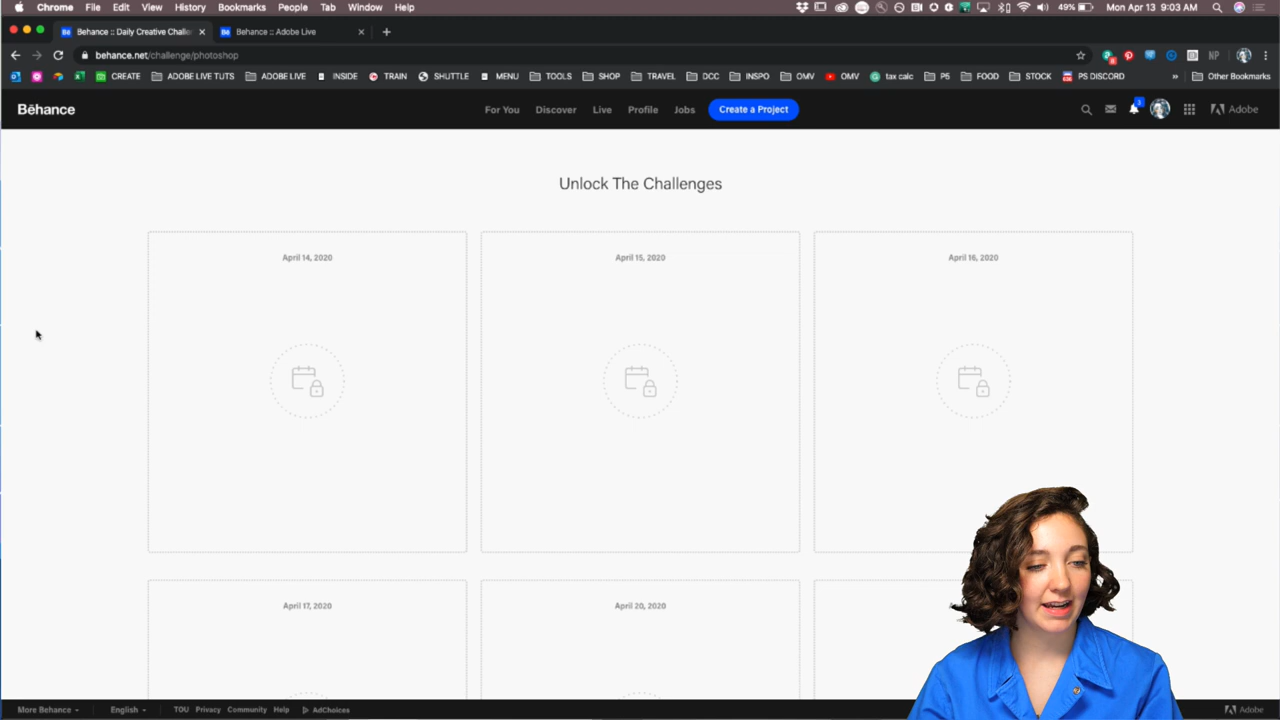 Chrome File Edit View History Bookmarks People Tab Window Help 49% Mon Apr 13 9:03 AM
Behance :: Daily Creative Challe Behance :: Adobe Live
behance.net/challenge/photoshop NP
CREATE ADOBE LIVE TUTS ADOBE LIVE INSIDE TRAIN SHUTTLE MENU TOOLS SHOP TRAVEL DCC INSPO OMV OMV tax calc PS FOOD STOCK PS DISCORD » Other Bookmarks
Bēhance For You Discover Live Profile Jobs Create a Project Adobe
Unlock The Challenges
April 14, 2020 April 15, 2020 April 16, 2020
April 17, 2020 April 20, 2020
More Behance English TOU Privacy Community Help AdChoices Adobe